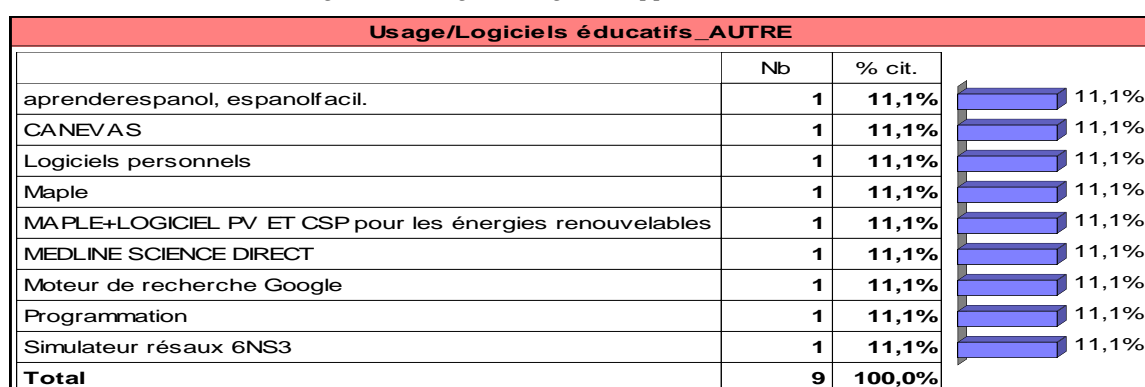 Usage/Logiciels éducatifs_AUTRE
Nb % cit.
aprenderespanol, espanolfacil. 1 11,1% 11,1%
CANEVAS 1 11,1% 11,1%
Logiciels personnels 1 11,1% 11,1%
Maple 1 11,1% 11,1%
MAPLE+LOGICIEL PV ET CSP pour les énergies renouvelables 1 11,1% 11,1%
MEDLINE SCIENCE DIRECT 1 11,1% 11,1%
Moteur de recherche Google 1 11,1% 11,1%
Programmation 1 11,1% 11,1%
Simulateur résaux 6NS3 1 11,1% 11,1%
Total 9 100,0%